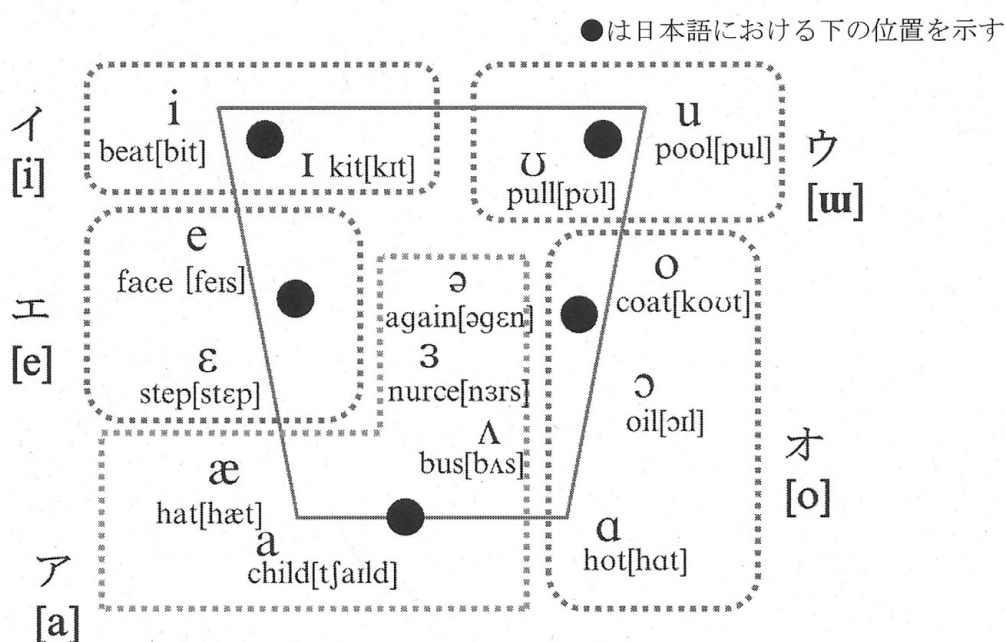 ●は日本語における下の位置を示す
イ
[i]
i
beat[bit]
ɪ kit[kɪt]
u
pool[pul]
ʊ
pull[pʊl]
ウ
[ɯ]
エ
[e]
e
face [feɪs]
ɛ
step[stɛp]
ə
again[əgɛn]
ɜ
nurce[nɜrs]
ʌ
bus[bʌs]
o
coat[koʊt]
ɔ
oil[ɔɪl]
ɑ
hot[hɑt]
オ
[o]
æ
hat[hæt]
a
child[tʃaɪld]
ア
[a]